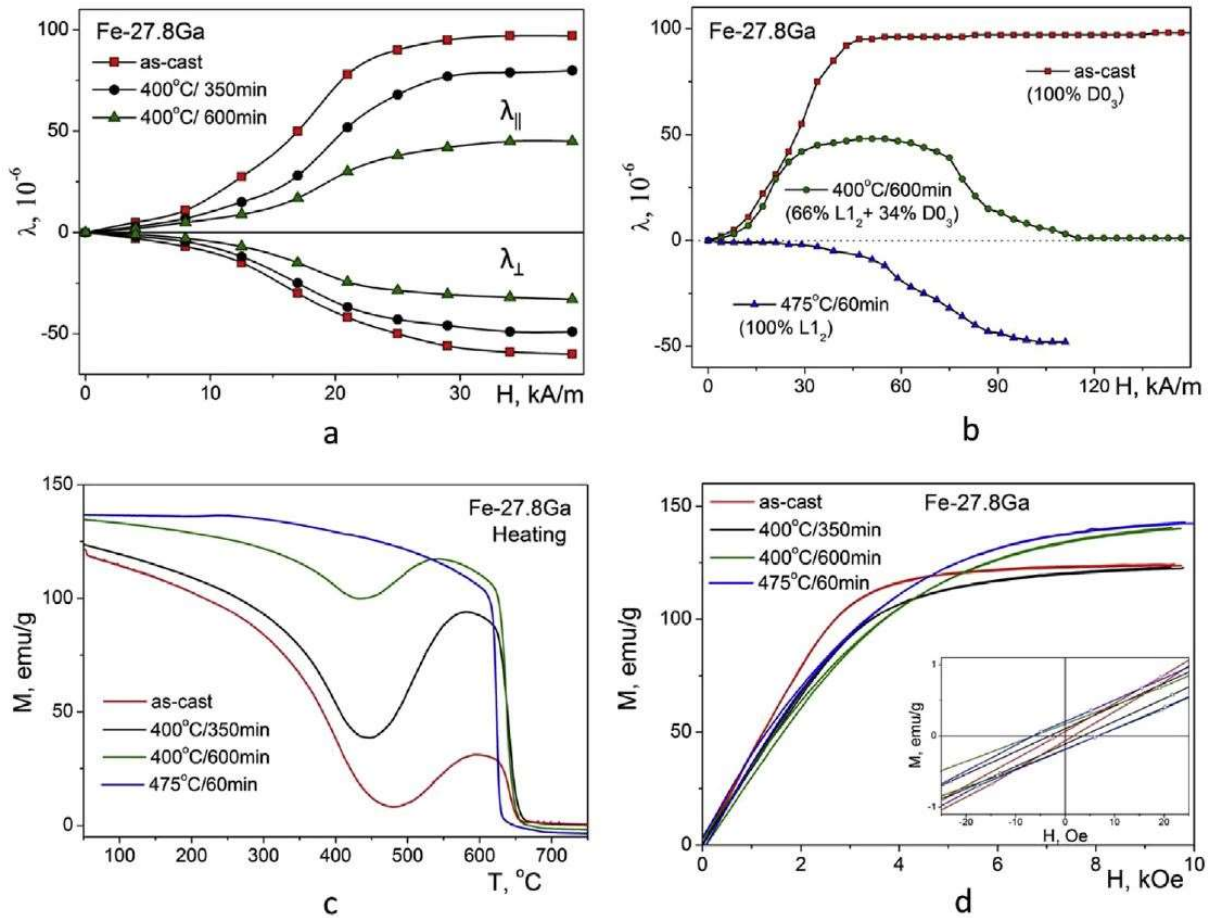 Fe-27.8Ga
as-cast
400°C/ 350min
400°C/ 600min
λ∥
λ⊥
λ, 10⁻⁶
100
50
0
-50
0
10
20
30
H, kA/m
a
Fe-27.8Ga
as-cast
(100% D0₃)
400°C/600min
(66% L1₂+ 34% D0₃)
475°C/60min
(100% L1₂)
λ, 10⁻⁶
100
50
0
-50
0
30
60
90
120
H, kA/m
b
Fe-27.8Ga
Heating
as-cast
400°C/350min
400°C/600min
475°C/60min
M, emu/g
150
100
50
0
100
200
300
400
500
600
700
T, °C
c
Fe-27.8Ga
as-cast
400°C/350min
400°C/600min
475°C/60min
M, emu/g
150
100
50
0
0
2
4
6
8
10
H, kOe
M, emu/g
1
0
-1
-20
-10
0
10
20
H, Oe
d